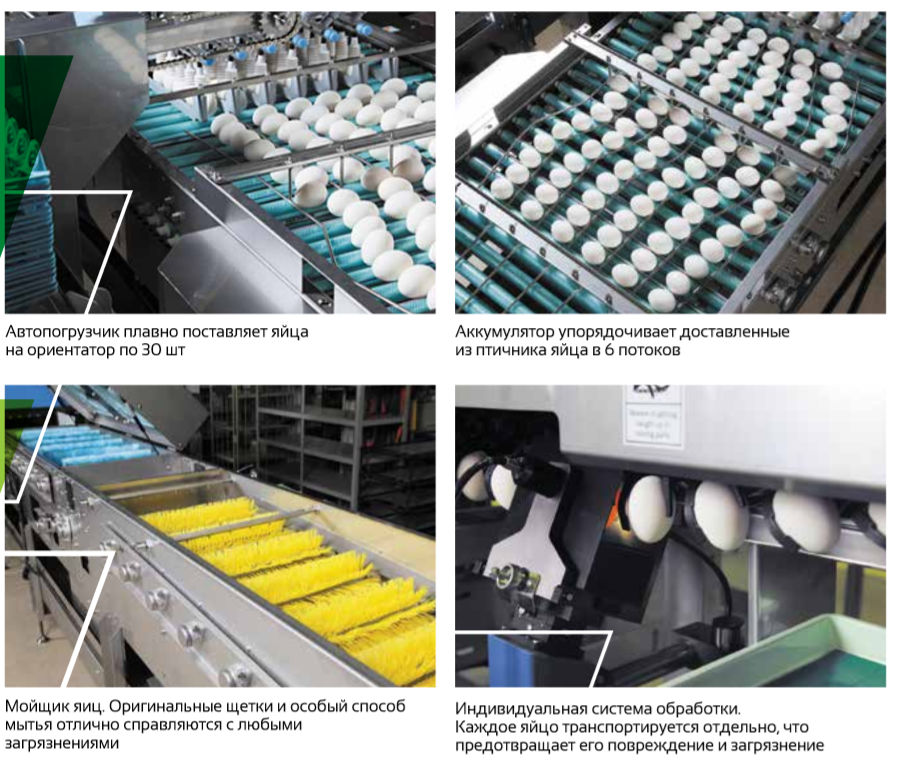 Автопогрузчик плавно поставляет яйца
на ориентатор по 30 шт
Аккумулятор упорядочивает доставленные
из птичника яйца в 6 потоков
Мойщик яиц. Оригинальные щетки и особый способ
мытья отлично справляются с любыми
загрязнениями
Индивидуальная система обработки.
Каждое яйцо транспортируется отдельно, что
предотвращает его повреждение и загрязнение